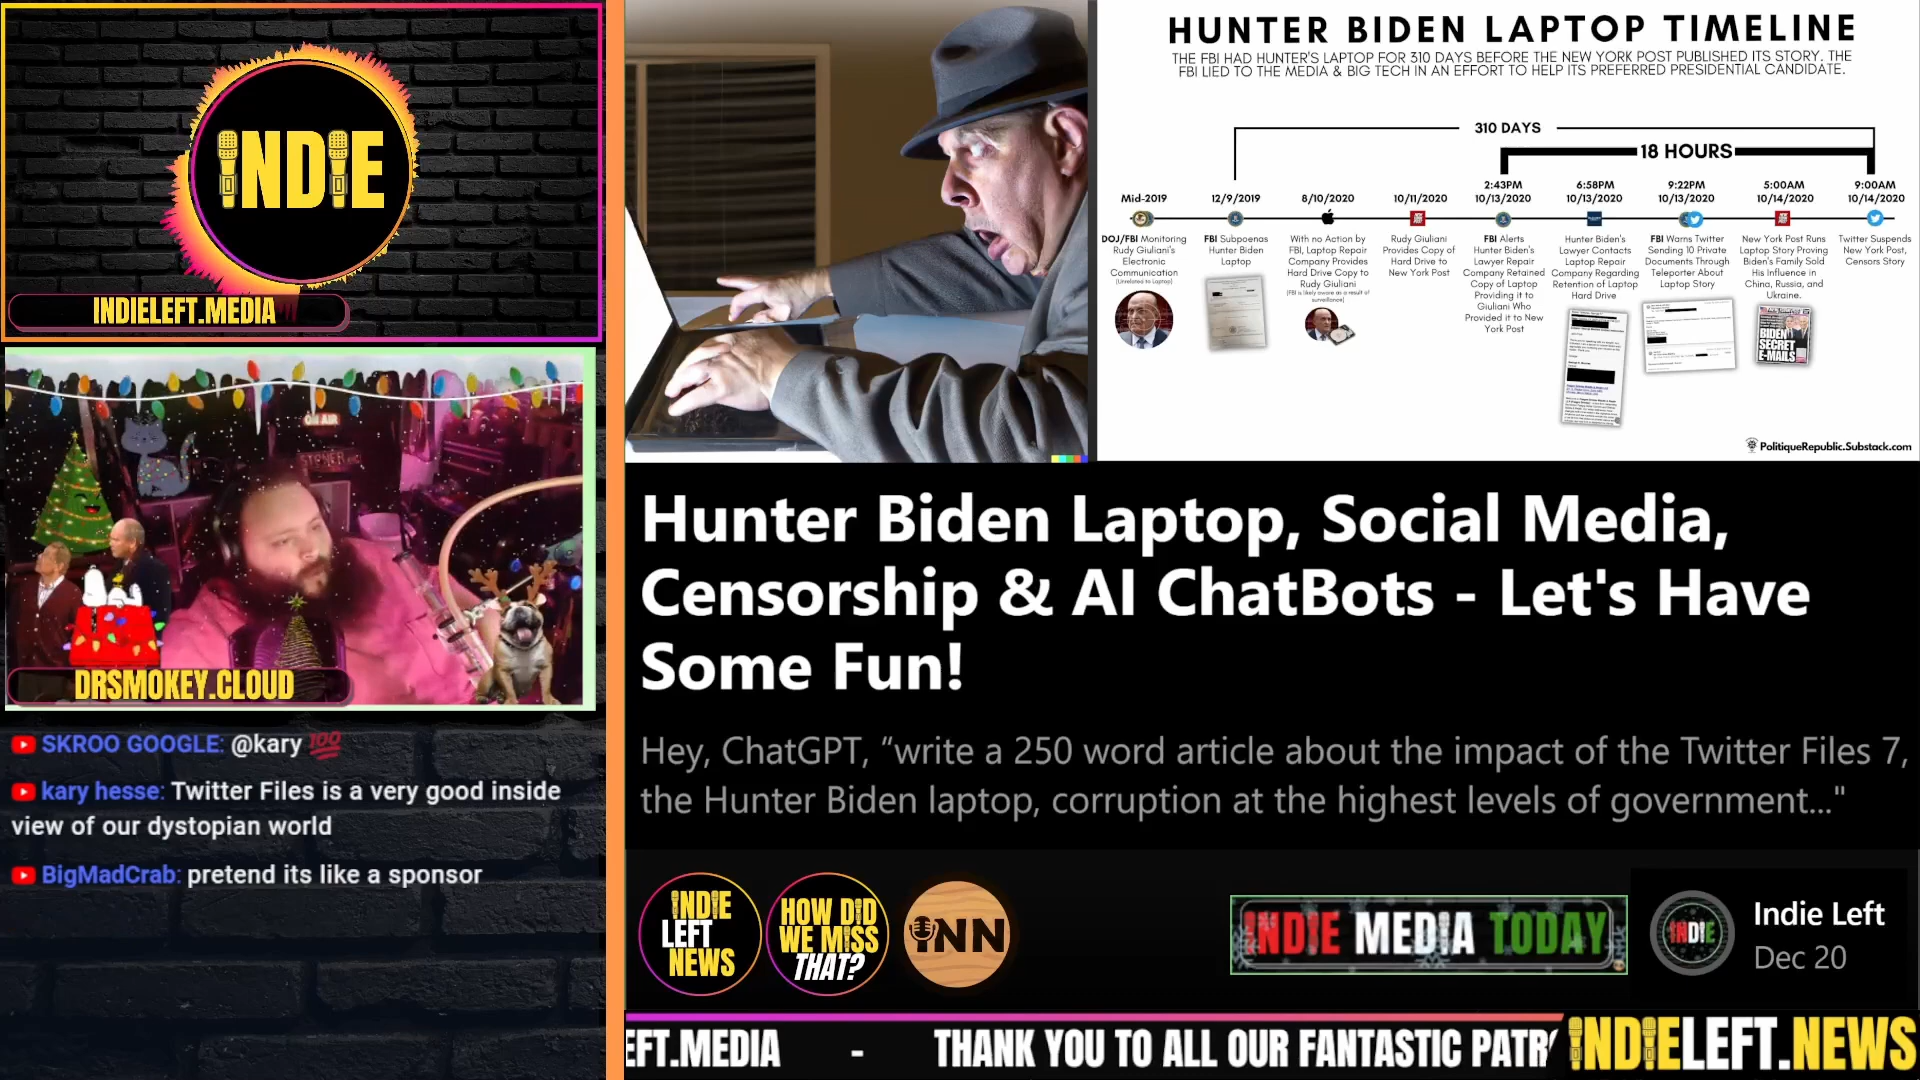 INDIE
INDIELEFT.MEDIA
ON AIR
DRSMOKEY.CLOUD
SKROO GOOGLE: @kary 💯
kary hesse: Twitter Files is a very good inside
view of our dystopian world
BigMadCrab: pretend its like a sponsor
HUNTER BIDEN LAPTOP TIMELINE
THE FBI HAD HUNTER'S LAPTOP FOR 310 DAYS BEFORE THE NEW YORK POST PUBLISHED ITS STORY. THE
FBI LIED TO THE MEDIA & BIG TECH IN AN EFFORT TO HELP ITS PREFERRED PRESIDENTIAL CANDIDATE.
310 DAYS
18 HOURS
Mid-2019
DOJ/FBI Monitoring
Rudy Giuliani's
Electronic
Communication
(Unrelated to Laptop)
12/9/2019
FBI Subpoenas
Hunter Biden
Laptop
8/10/2020
With no Action by
FBI, Laptop Repair
Company Provides
Hard Drive Copy to
Rudy Giuliani
(FBI is likely aware as a result of
surveillance)
10/11/2020
Rudy Giuliani
Provides Copy of
Hard Drive to
New York Post
2:43PM
10/13/2020
FBI Alerts
Hunter Biden's
Lawyer Repair
Company Retained
Copy of Laptop
Providing it to
Giuliani Who
Provided it to New
York Post
6:58PM
10/13/2020
Hunter Biden's
Lawyer Contacts
Laptop Repair
Company Regarding
Retention of Laptop
Hard Drive
9:22PM
10/13/2020
FBI Warns Twitter
Sending 10 Private
Documents Through
Teleporter About
Laptop Story
5:00AM
10/14/2020
New York Post Runs
Laptop Story Proving
Biden's Family Sold
His Influence in
China, Russia, and
Ukraine.
BIDEN
SECRET
E-MAILS
9:00AM
10/14/2020
Twitter Suspends
New York Post,
Censors Story
PolitiqueRepublic.Substack.com
Hunter Biden Laptop, Social Media,
Censorship & AI ChatBots - Let's Have
Some Fun!
Hey, ChatGPT, “write a 250 word article about the impact of the Twitter Files 7,
the Hunter Biden laptop, corruption at the highest levels of government..."
INDIE
LEFT
NEWS
HOW DID
WE MISS
THAT?
INN
INDIE MEDIA TODAY
INDIE
Indie Left
Dec 20
EFT.MEDIA - THANK YOU TO ALL OUR FANTASTIC PATR
INDIELEFT.NEWS